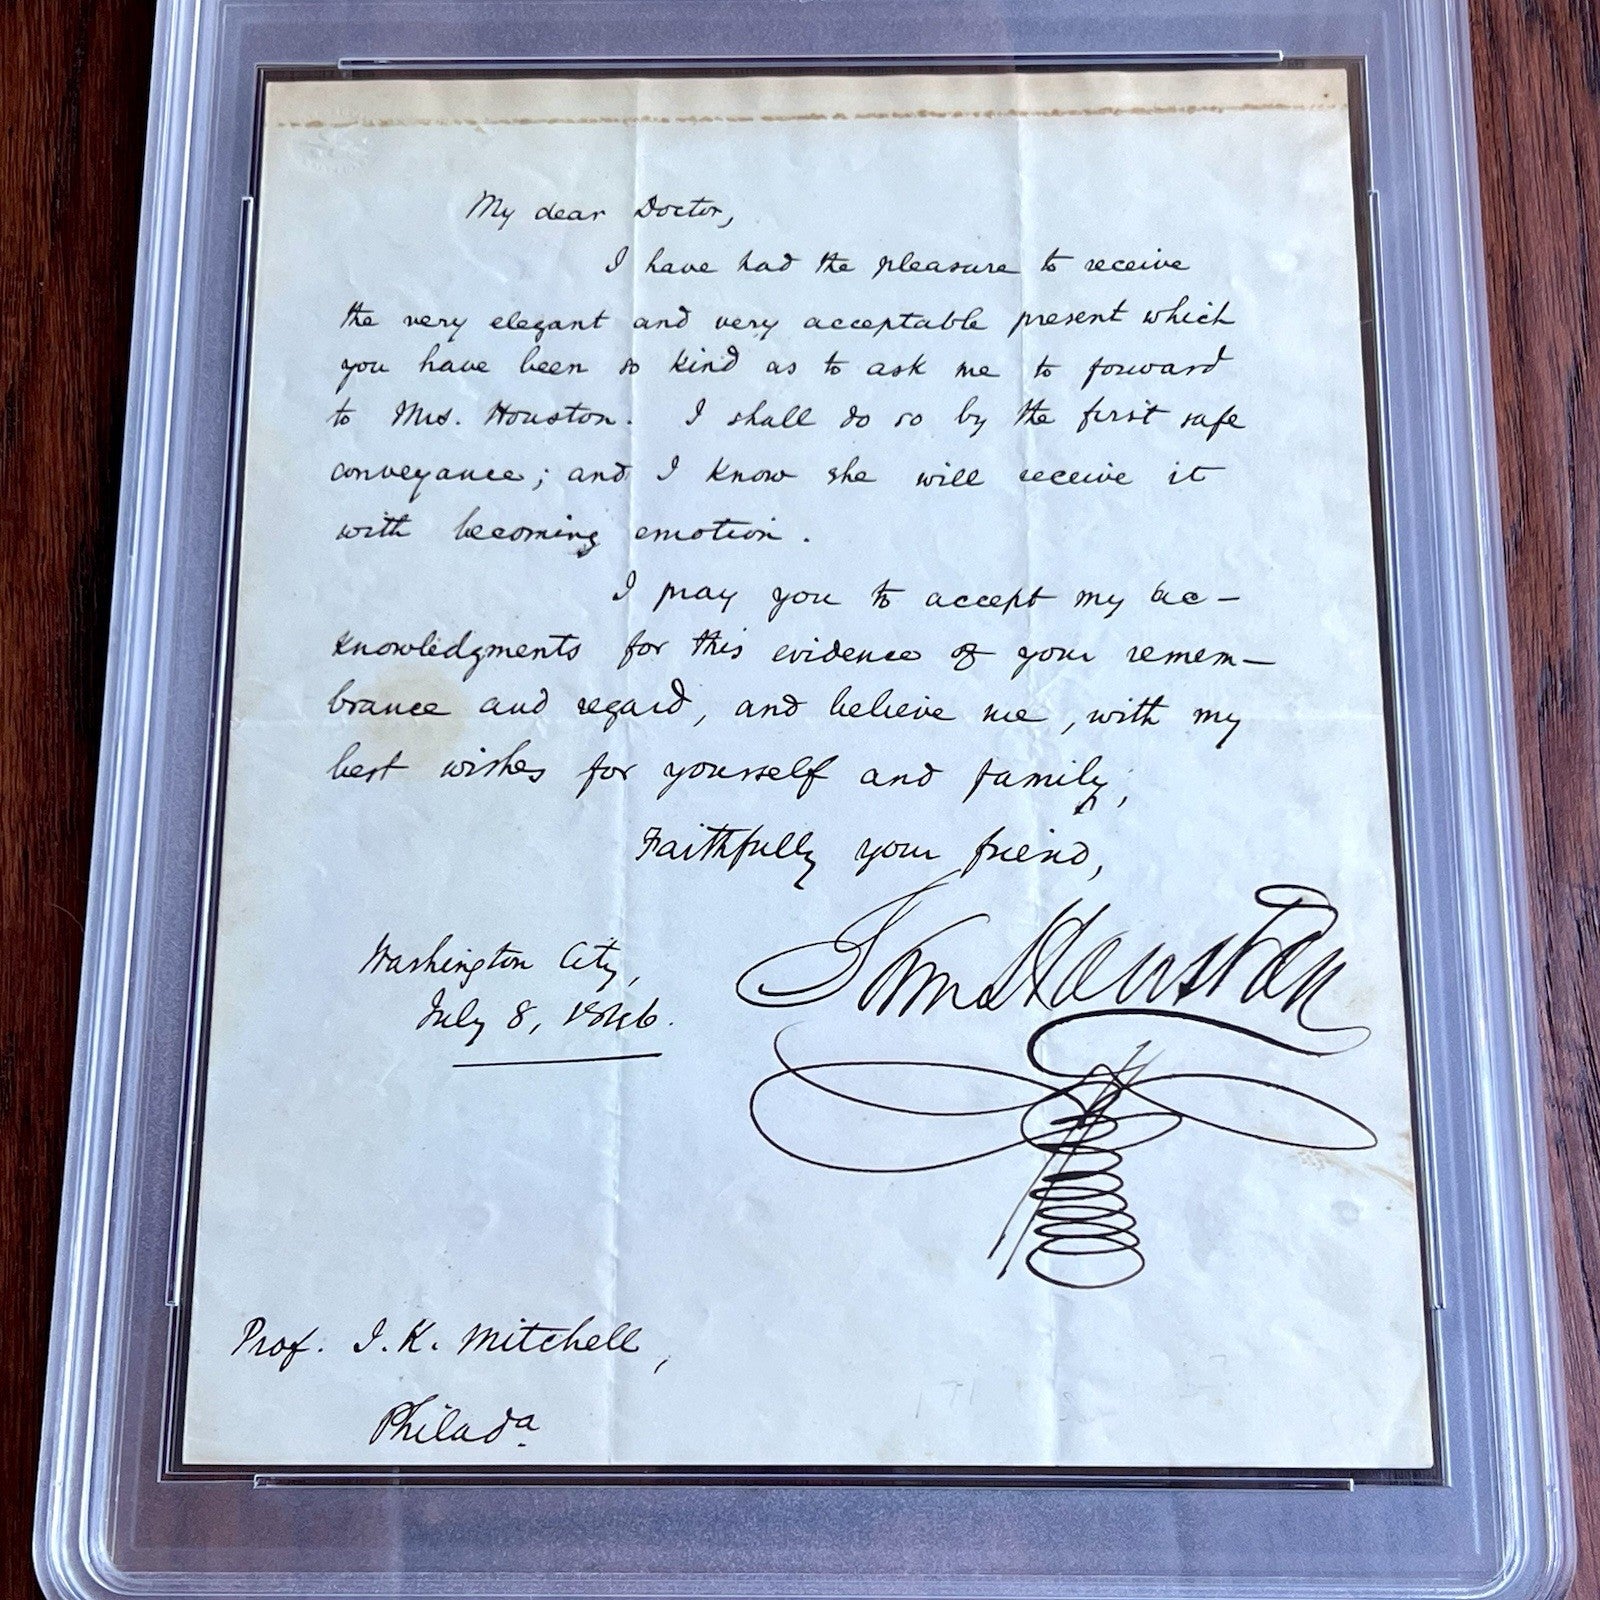 My dear Doctor,
I have had the pleasure to receive
the very elegant and very acceptable present which
you have been so kind as to ask me to forward
to Mrs. Houston. I shall do so by the first safe
conveyance; and I know she will receive it
with becoming emotion.
I pray you to accept my ac-
knowledgments for this evidence of your remem-
brance and regard, and believe me, with my
best wishes for yourself and family,
Faithfully your friend,
Sam Houston
Washington City,
July 8, 1846.
Prof. J. K. Mitchell,
Philada.